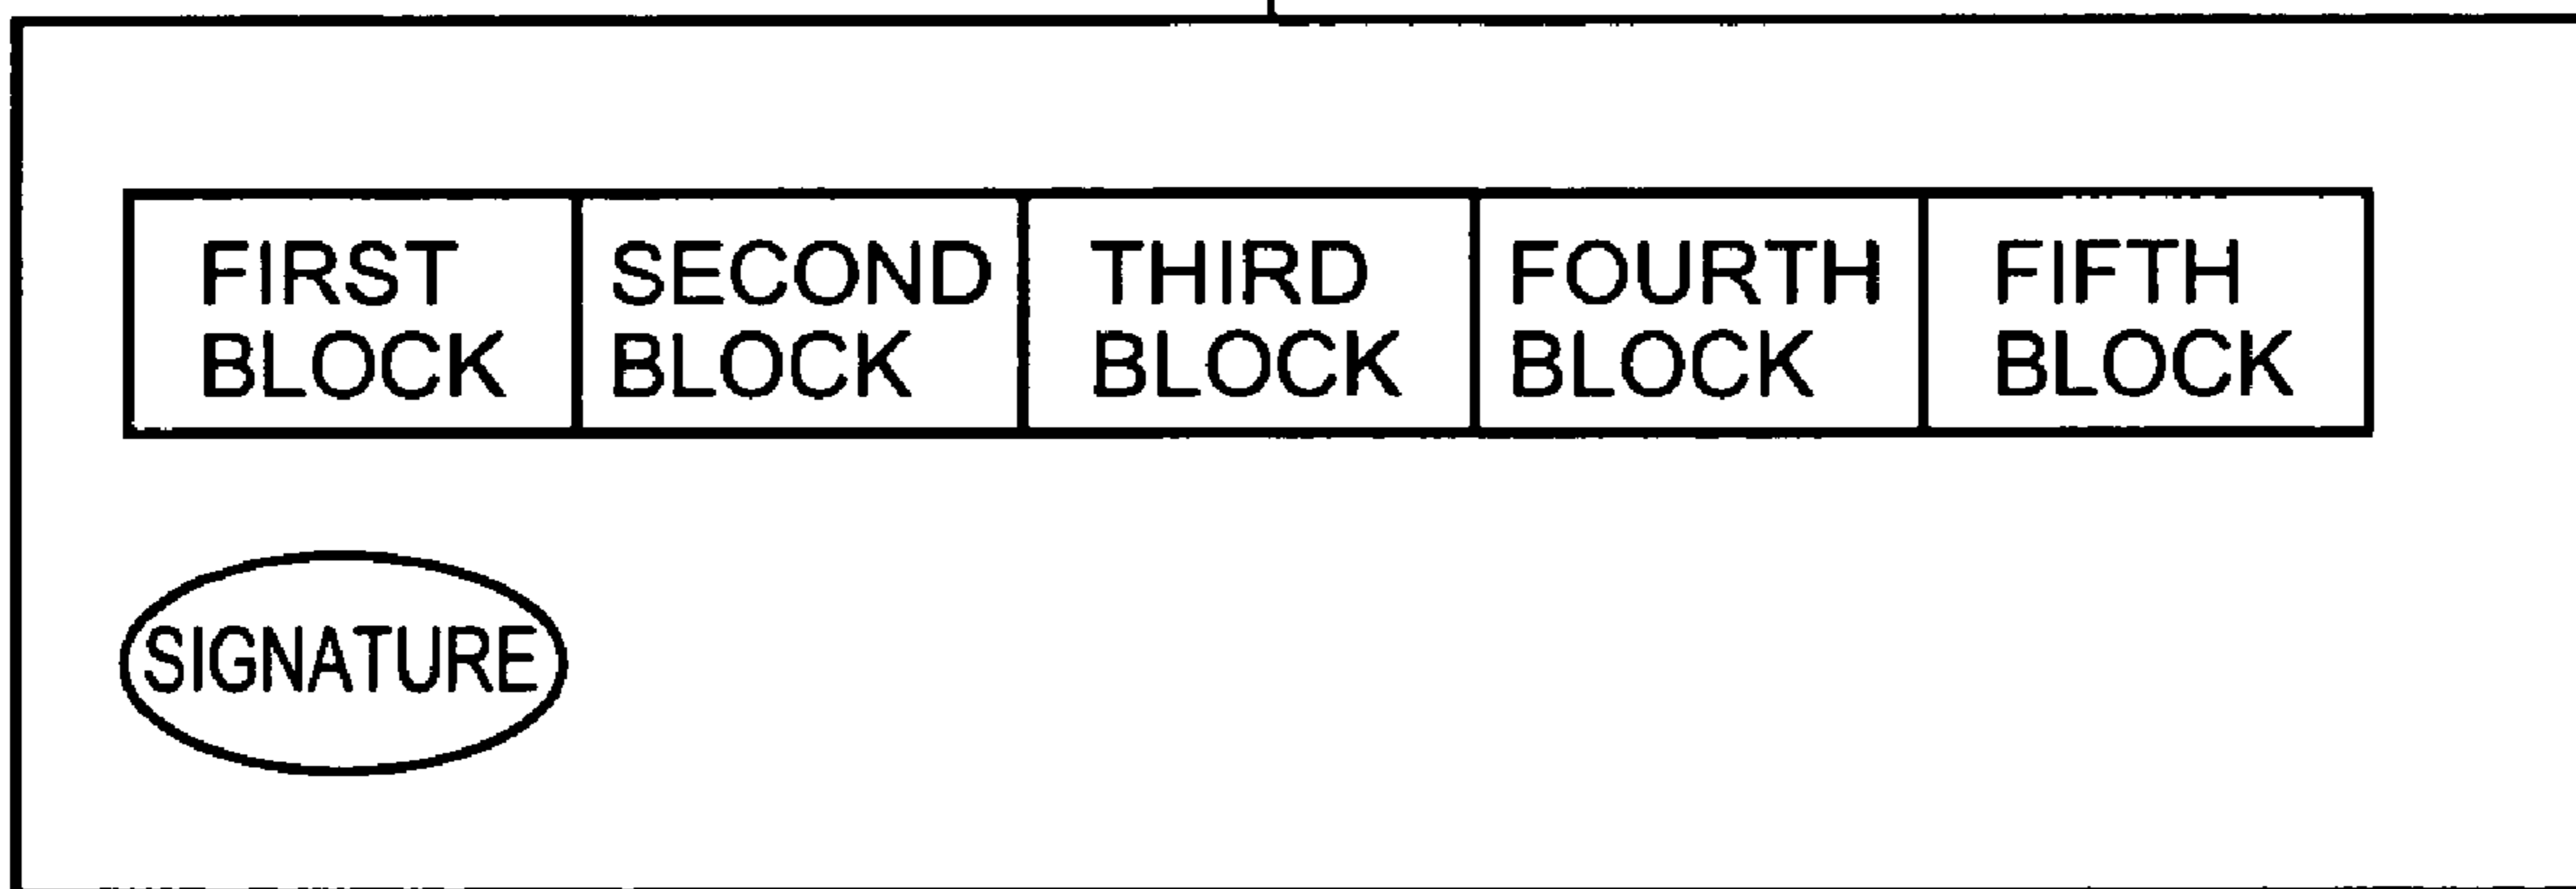 FIRST
BLOCK
SECOND
BLOCK
THIRD
BLOCK
FOURTH
BLOCK
FIFTH
BLOCK
SIGNATURE